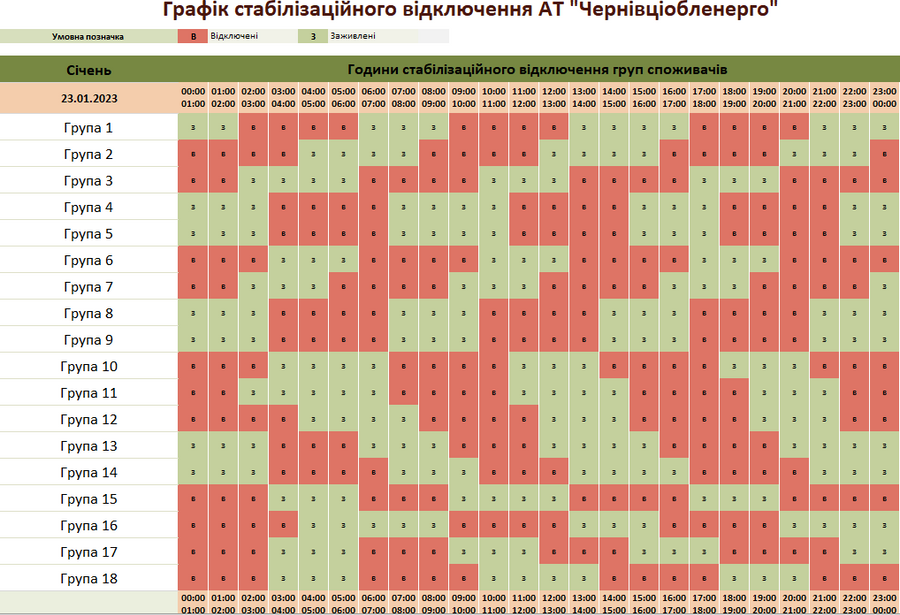 Графік стабілізаційного відключення АТ "Чернівціобленерго"
Умовна позначка В Відключені З Заживлені
Січень Години стабілізаційного відключення груп споживачів
23.01.2023
00:00 01:00 02:00 03:00 04:00 05:00 06:00 07:00 08:00 09:00 10:00 11:00 12:00 13:00 14:00 15:00 16:00 17:00 18:00 19:00 20:00 21:00 22:00 23:00
01:00 02:00 03:00 04:00 05:00 06:00 07:00 08:00 09:00 10:00 11:00 12:00 13:00 14:00 15:00 16:00 17:00 18:00 19:00 20:00 21:00 22:00 23:00 00:00
Група 1 З З В В В В З З З В В В В З З З З В В В В З З З
Група 2 В В В В З З З З В В В В З З З З В В В В З З З В
Група 3 В В З З З З В В В В З З З В В В В З З З В В В В
Група 4 З З З В В В В З З З З В В В В З З З В В В В З З
Група 5 З З З В В В В З З З З В В В В З З З В В В В З З
Група 6 В В В З З З В В В В З З З В В В В З З З В В В В
Група 7 В В З З З В В В В З З З В В В В З З З В В В В З
Група 8 З З З В В В В З З З В В В В З З З В В В В З З З
Група 9 З З З В В В В З З З В В В В З З З В В В В З З З
Група 10 В В В З З З З В В В В З З З В В В В З З З В В В
Група 11 В В З З З З З В В В В З З З З В В В В З З З В В
Група 12 В В В В З З З З В В В В З З З В В В В З З З В В
Група 13 З З З В В В З З З В В В З З З З В В В В З З З З
Група 14 З З З В В В В З З З В В В З З З З В В В В З З З
Група 15 В В В З З З В В В З З З З В В В В З З З В В В В
Група 16 В В В В З З З З З В В В В З З З В В В В З З З З
Група 17 В В В З З З В В В З З З В В В З З З В В В В З З
Група 18 В В В З З З В В В В З З З З В В В В З З З В В В
00:00 01:00 02:00 03:00 04:00 05:00 06:00 07:00 08:00 09:00 10:00 11:00 12:00 13:00 14:00 15:00 16:00 17:00 18:00 19:00 20:00 21:00 22:00 23:00
01:00 02:00 03:00 04:00 05:00 06:00 07:00 08:00 09:00 10:00 11:00 12:00 13:00 14:00 15:00 16:00 17:00 18:00 19:00 20:00 21:00 22:00 23:00 00:00